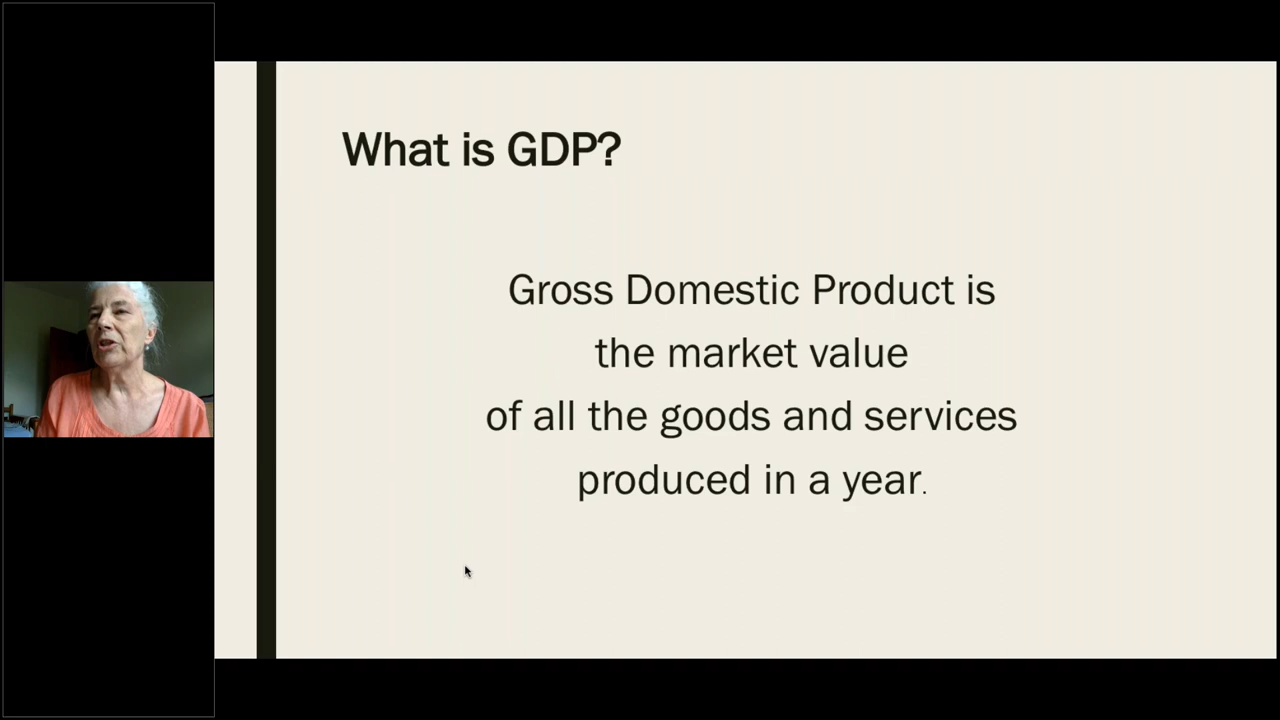 What is GDP?
Gross Domestic Product is
the market value
of all the goods and services
produced in a year.